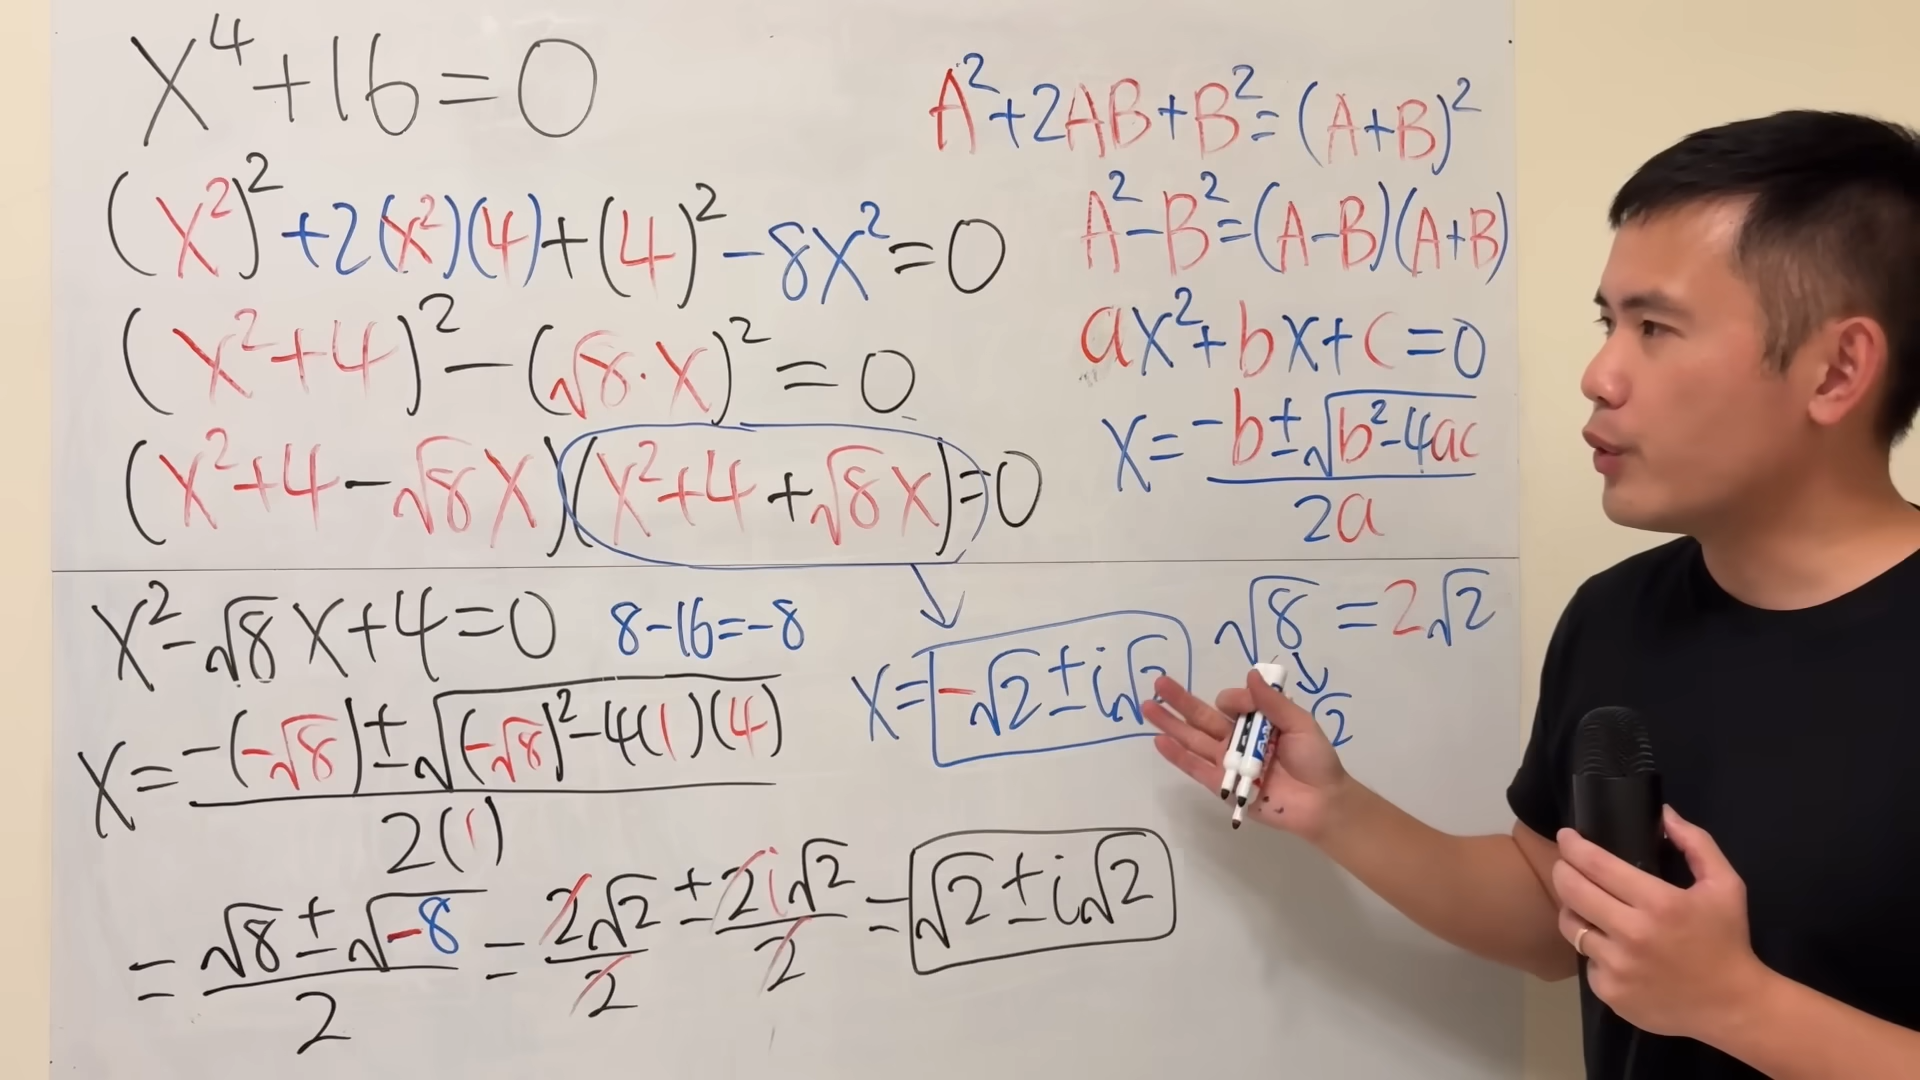 x⁴+16=0
(x²)²+2(x²)(4)+(4)²-8x²=0
(x²+4)²-(√8·x)²=0
(x²+4-√8x)(x²+4+√8x)=0
x²-√8x+4=0
8-16=-8
x=(-(-√8)±√((-√8)²-4(1)(4)))/(2(1))
=(√8±√-8)/2=(2√2)/2±(2i√2)/2=√2±i√2
A²+2AB+B²=(A+B)²
A²-B²=(A-B)(A+B)
ax²+bx+c=0
x=(-b±√(b²-4ac))/(2a)
√8=2√2
x=-√2±i√2